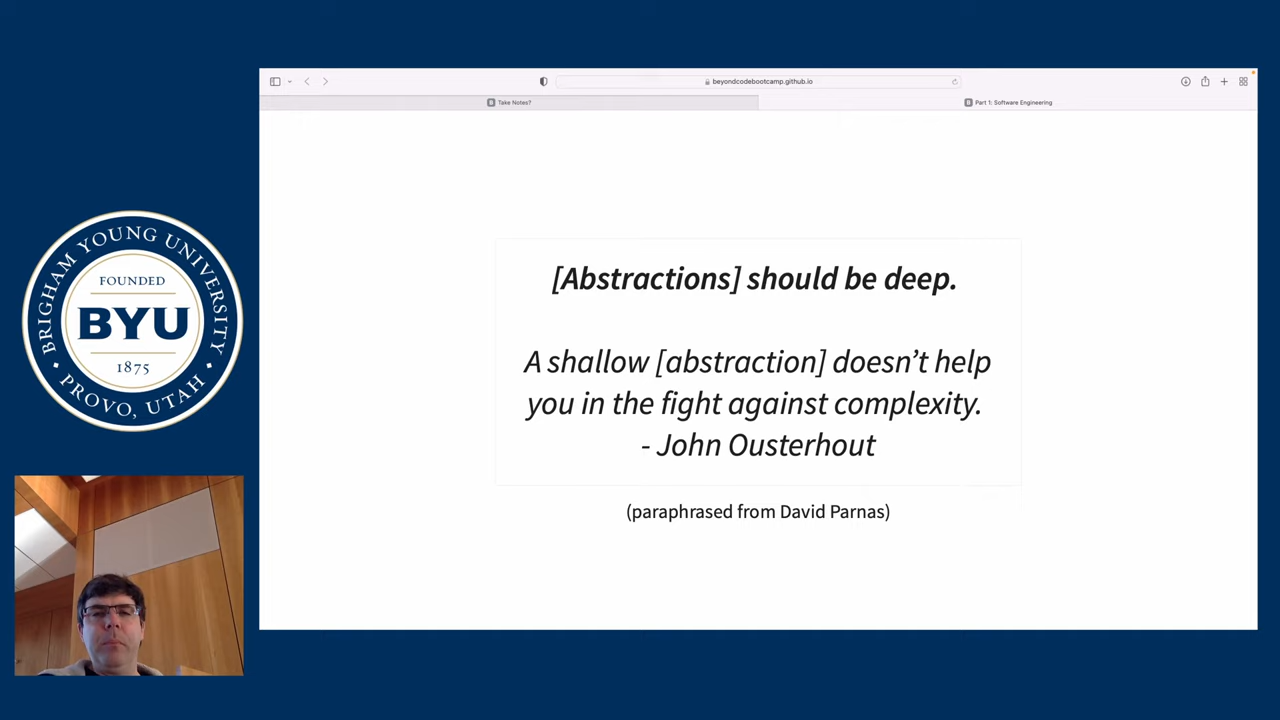 beyondcodebootcamp.github.io
B Take Notes?
B Part 1: Software Engineering
[Abstractions] should be deep.
A shallow [abstraction] doesn’t help
you in the fight against complexity.
- John Ousterhout
(paraphrased from David Parnas)
BRIGHAM YOUNG UNIVERSITY
FOUNDED
BYU
1875
PROVO, UTAH